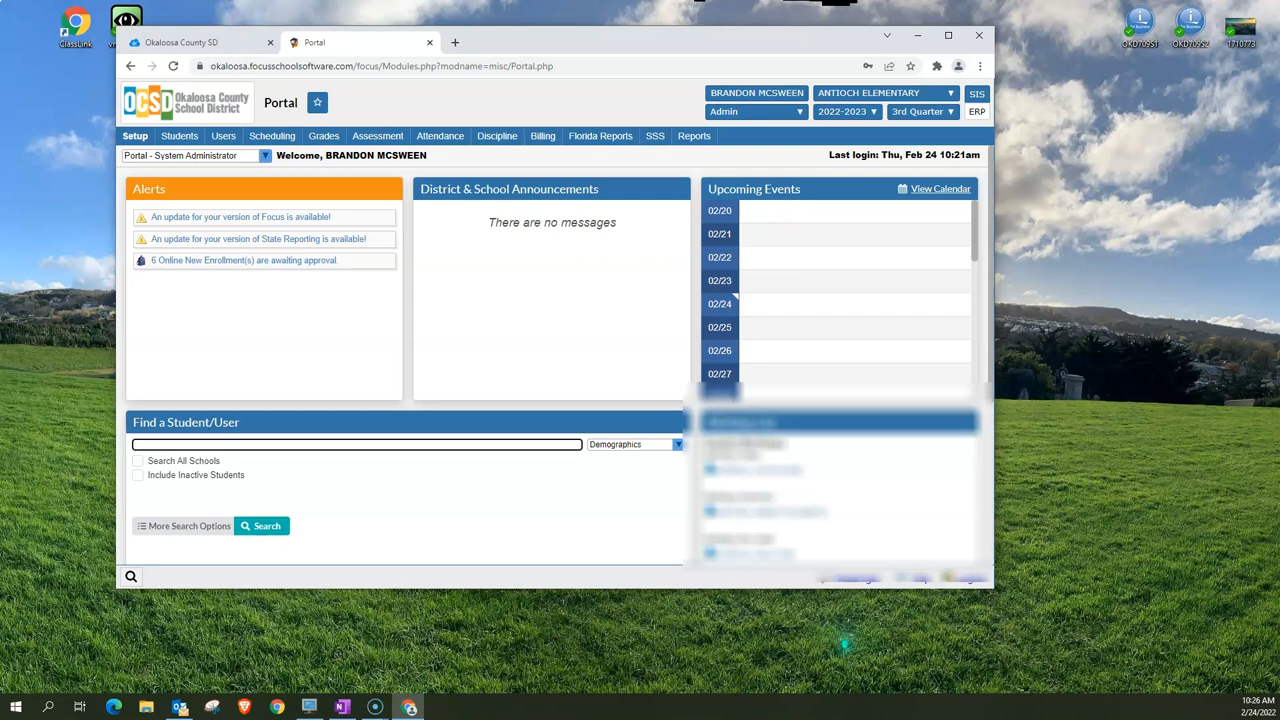 ClassLink
Okaloosa County SD
Portal
okaloosa.focusschoolsoftware.com/focus/Modules.php?modname=misc/Portal.php
OCSD Okaloosa County School District
Portal
BRANDON MCSWEEN
ANTIOCH ELEMENTARY
SIS
Admin
2022-2023
3rd Quarter
ERP
Setup Students Users Scheduling Grades Assessment Attendance Discipline Billing Florida Reports SSS Reports
Portal - System Administrator
Welcome, BRANDON MCSWEEN
Last login: Thu, Feb 24 10:21am
Alerts
An update for your version of Focus is available!
An update for your version of State Reporting is available!
6 Online New Enrollment(s) are awaiting approval.
District & School Announcements
There are no messages
Upcoming Events
View Calendar
02/20
02/21
02/22
02/23
02/24
02/25
02/26
02/27
Find a Student/User
Demographics
Search All Schools
Include Inactive Students
More Search Options
Search
OKD709S1
OKD709S2
1710773
10:26 AM
2/24/2022